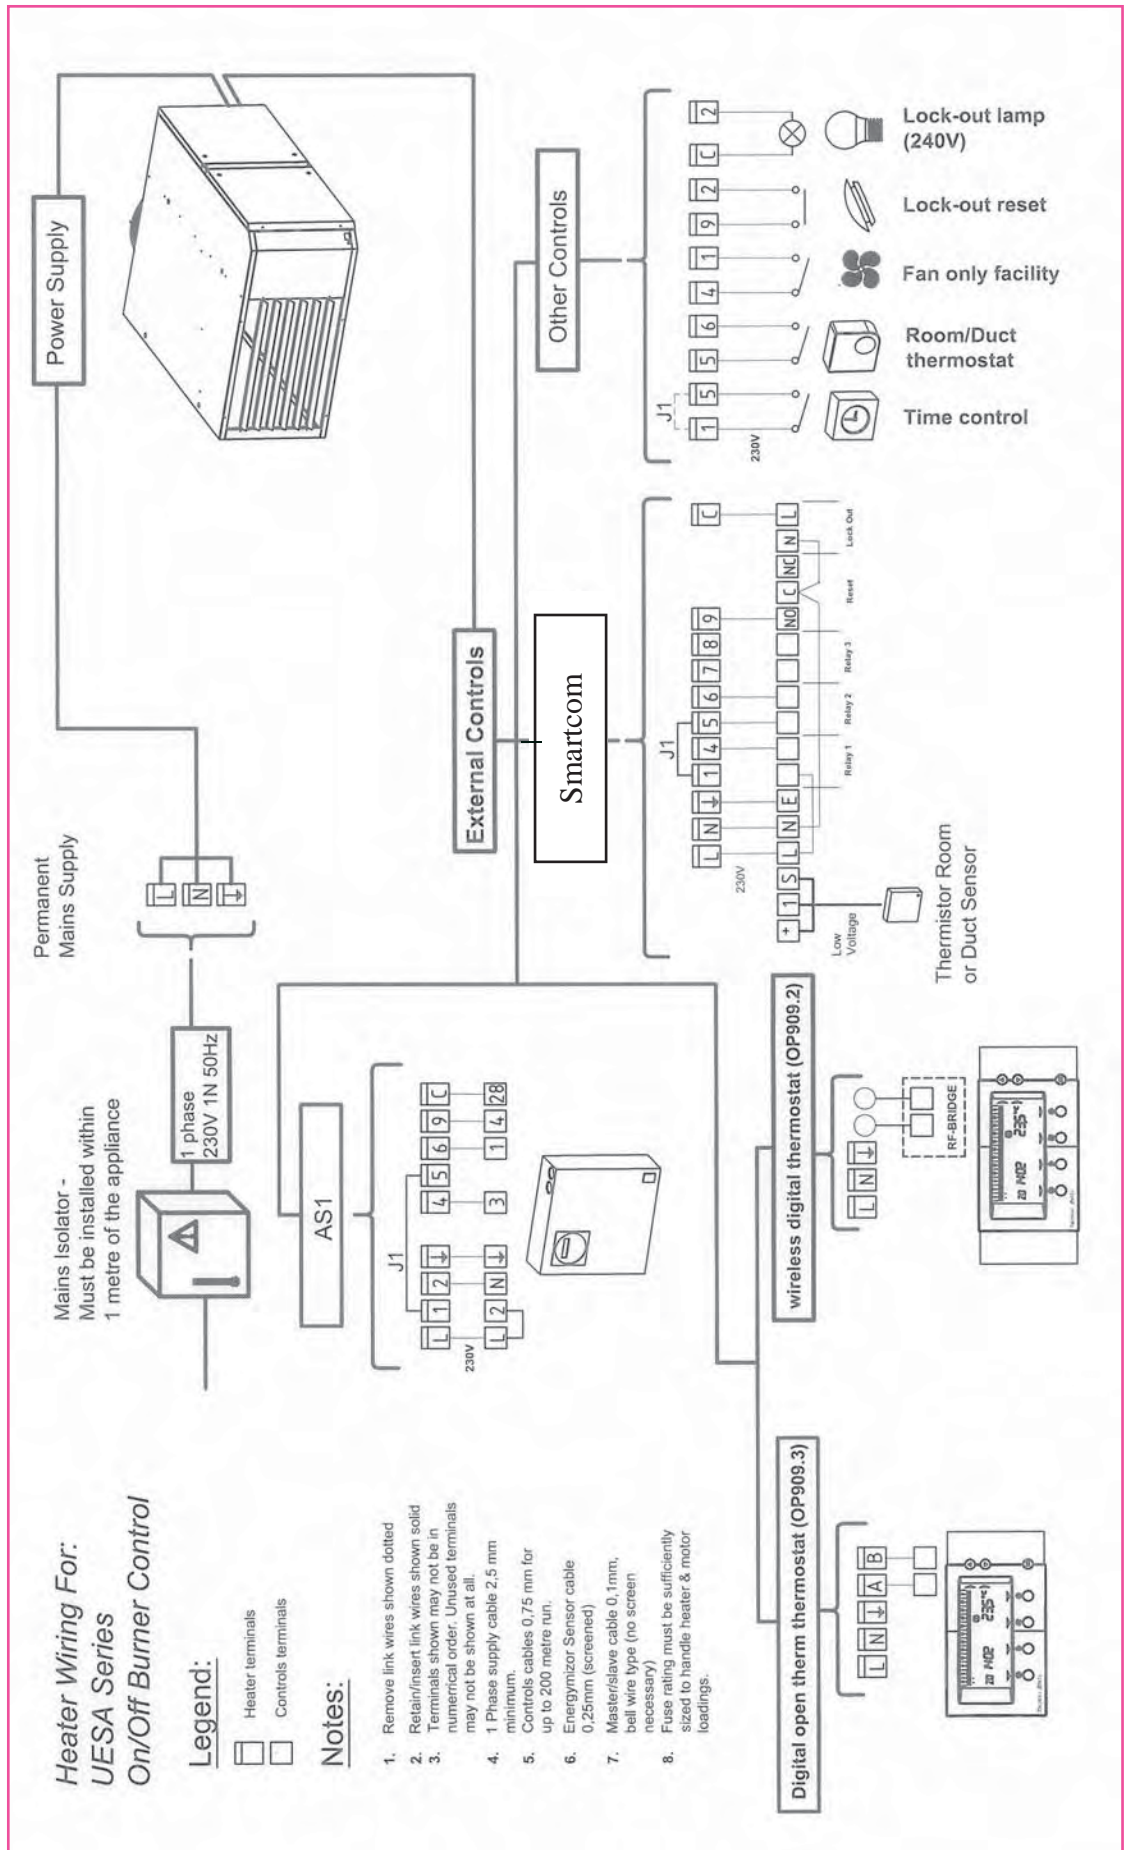 Heater Wiring For:
UESA Series
On/Off Burner Control
Legend:
Heater terminals
Controls terminals
Notes:
1. Remove link wires shown dotted
2. Retain/insert link wires shown solid
3. Terminals shown may not be in
numerical order. Unused terminals
may not be shown at all.
4. 1 Phase supply cable 2,5 mm
minimum.
5. Controls cables 0,75 mm for
up to 200 metre run.
6. Energymizor Sensor cable
0,25mm (screened)
7. Master/slave cable 0,1mm,
bell wire type (no screen
necessary)
8. Fuse rating must be sufficiently
sized to handle heater & motor
loadings.
Mains Isolator -
Must be installed within
1 metre of the appliance
1 phase
230V 1N 50Hz
Permanent
Mains Supply
L
N
⏚
Power Supply
External Controls
AS1
J1
L 1 2 ⏚ 4 5 6 9 C
230V
L 2 N ⏚ 3 1 4 28
Smartcom
J1
L N ⏚ 1 4 5 6 7 8 9 C
230V
+ 1 S L N E NO C NC N L
Low
Voltage
Relay 1 Relay 2 Relay 3 Reset Lock Out
Thermistor Room
or Duct Sensor
Other Controls
J1
1 5 5 6 4 1 9 2 C 2
230V
Time control
Room/Duct
thermostat
Fan only facility
Lock-out reset
Lock-out lamp
(240V)
Digital open therm thermostat (OP909.3)
L N ⏚ A B
wireless digital thermostat (OP909.2)
L N ⏚
RF-BRIDGE